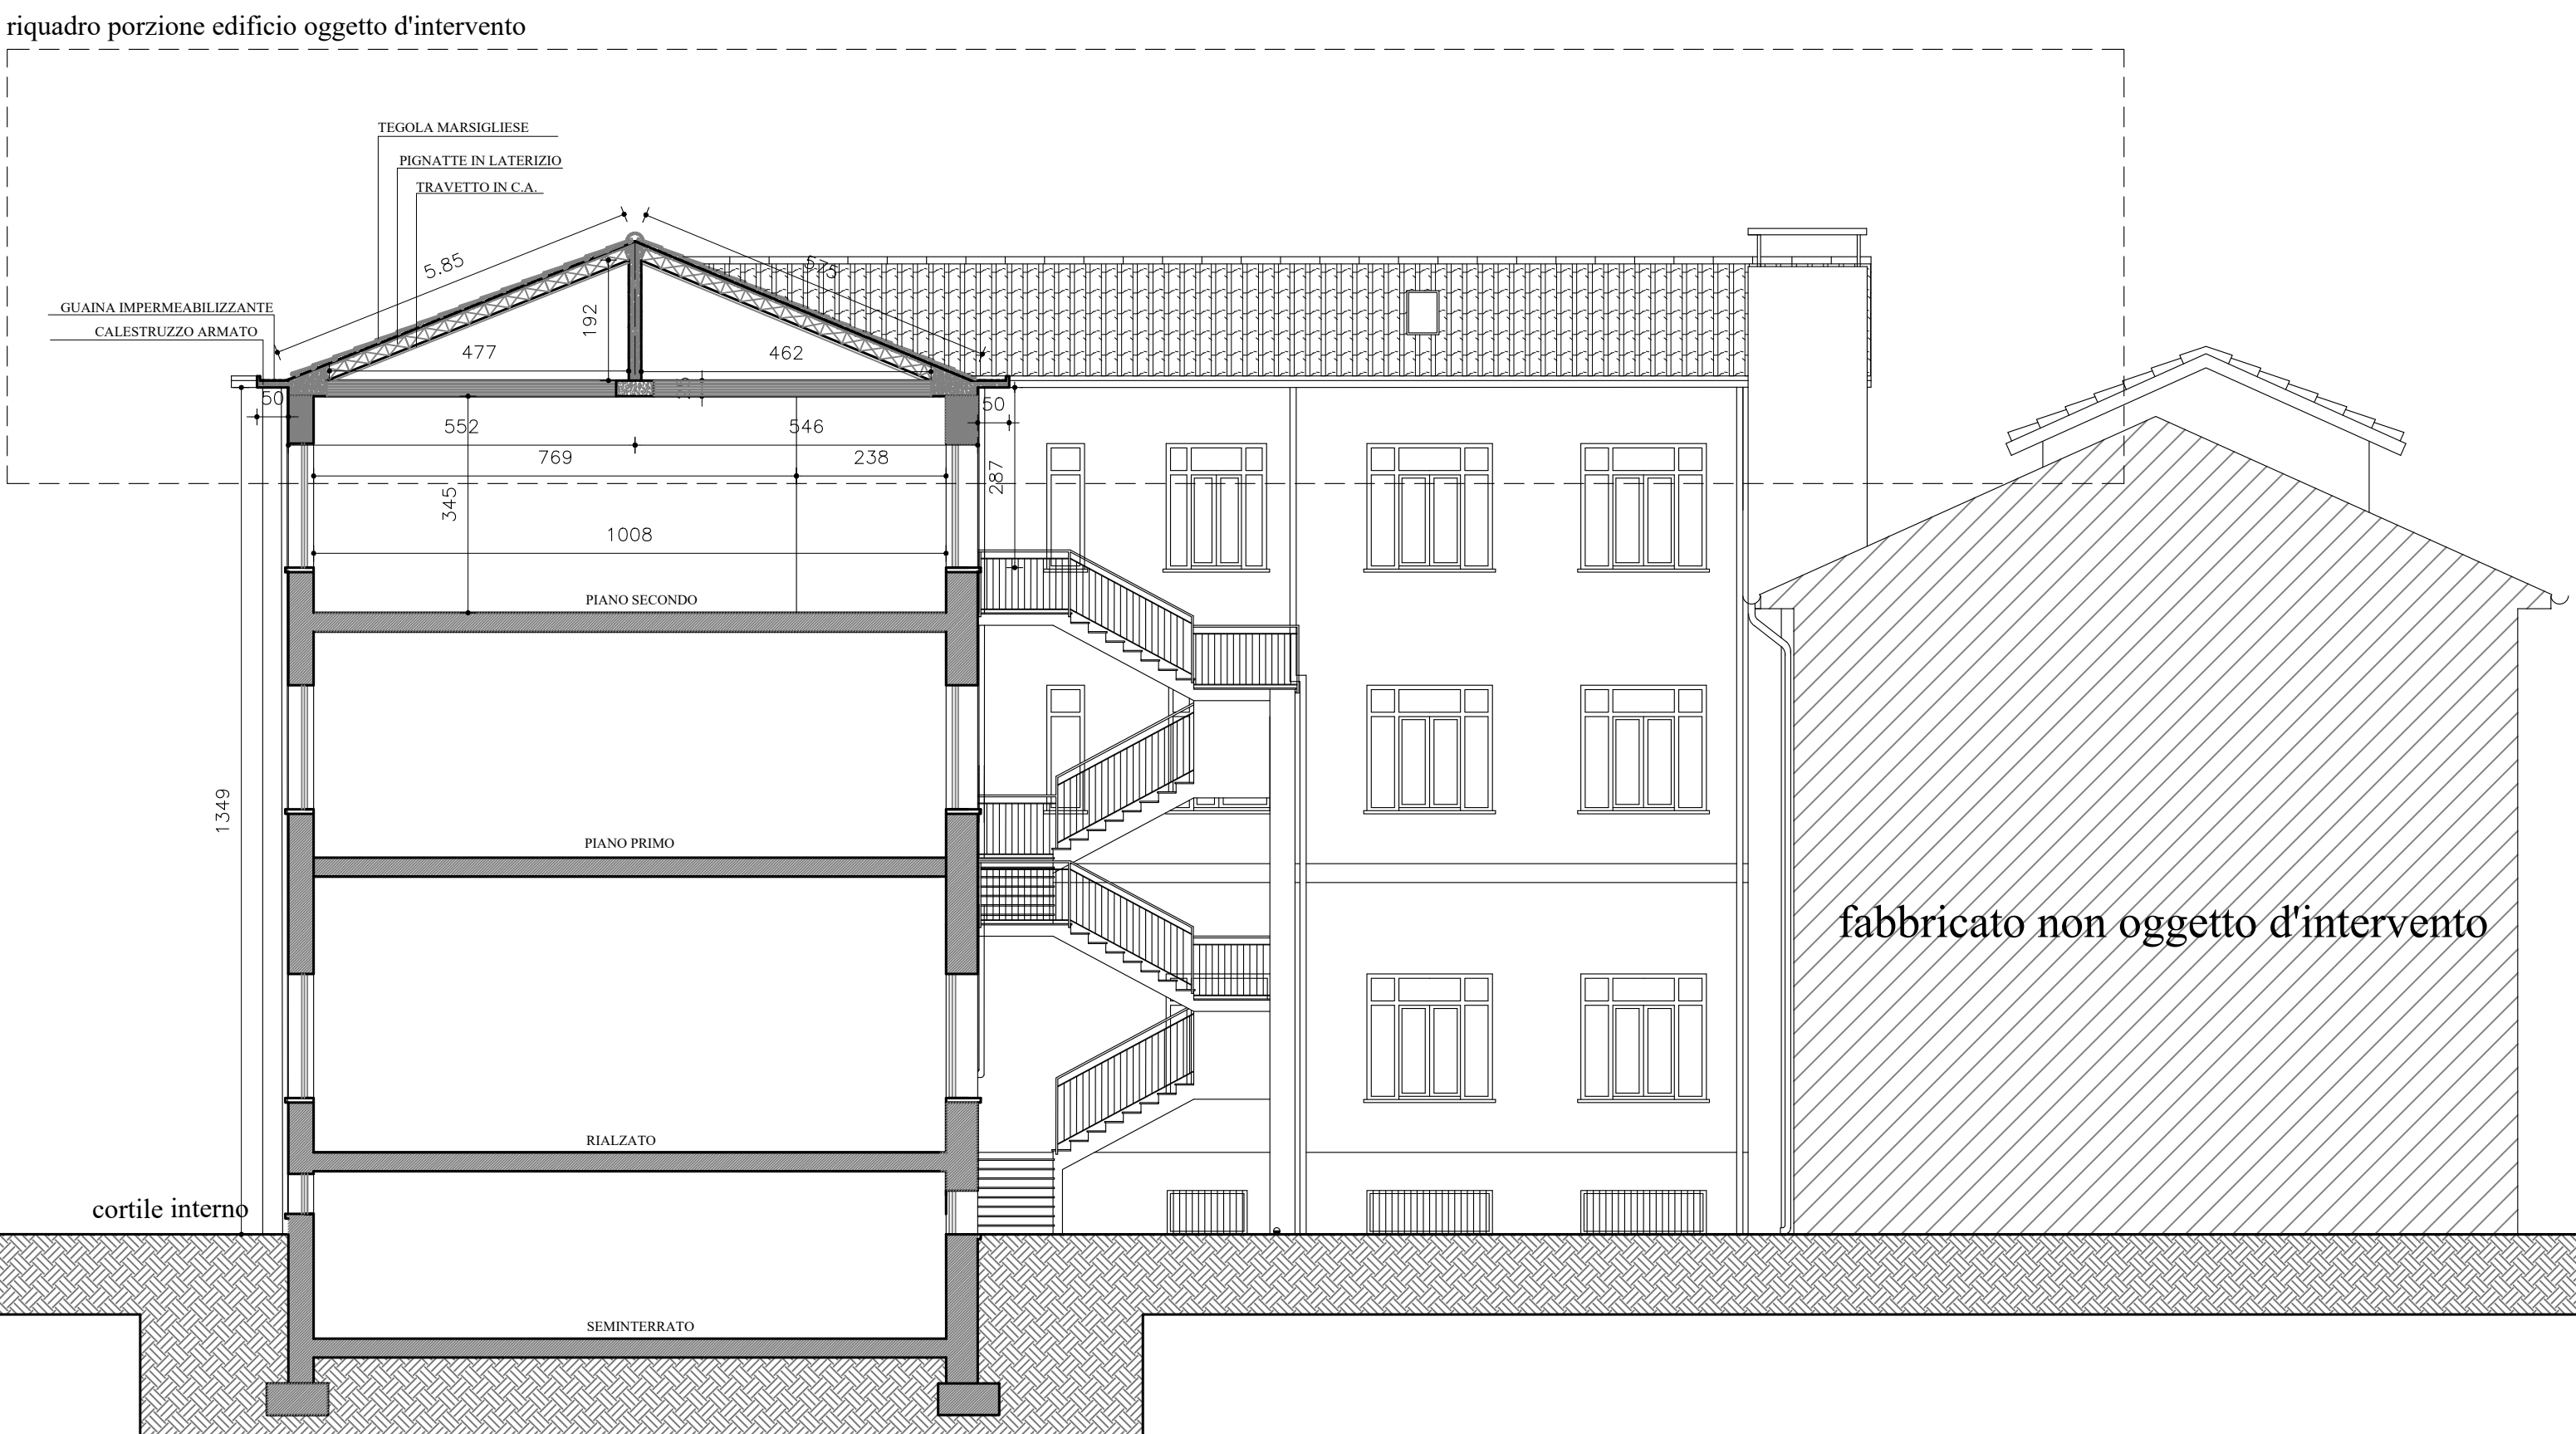 riquadro porzione edificio oggetto d'intervento
TEGOLA MARSIGLIESE
PIGNATTE IN LATERIZIO
TRAVETTO IN C.A.
5.85
575
GUAINA IMPERMEABILIZZANTE
CALESTRUZZO ARMATO
192
477
462
50
50
552
546
769
238
345
287
1008
PIANO SECONDO
1349
PIANO PRIMO
fabbricato non oggetto d'intervento
RIALZATO
cortile interno
SEMINTERRATO